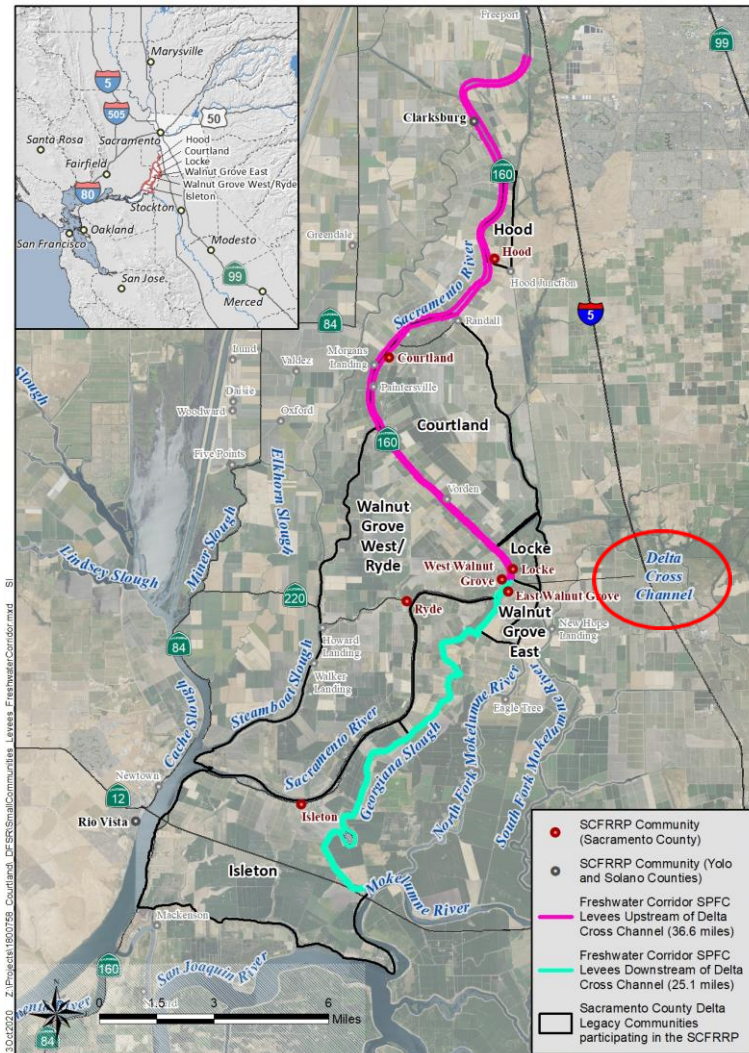 Freeport
99
Marysville
5
505
50
Sacramento
Santa Rosa
Fairfield
80
Hood
Courtland
Locke
Walnut Grove East
Walnut Grove West/Ryde
Isleton
Stockton
Oakland
San Francisco
Modesto
San Jose
99
Merced
Clarksburg
160
Hood
Hood
Hood Junction
Greendale
Sacramento River
84
5
Randall
Lund
Valdez
Morgans
Landing
Courtland
Daisie
Woodward
Paintersville
Oxford
Courtland
160
Five Points
Slough
Elkhorn Slough
Miner Slough
Vorden
Walnut
Grove
West/
Ryde
Lindsey Slough
Locke
West Walnut
Grove
Locke
East Walnut Grove
Delta
Cross
Channel
220
Ryde
Walnut
Grove
East
New Hope
Landing
Howard
Landing
Walker
Landing
84
Steamboat Slough
Cache Slough
Eagle Tree
Sacramento River
Georgiana Slough
North Fork Mokelumne River
South Fork Mokelumne River
Newtown
12
Rio Vista
Isleton
Isleton
Mokelumne
River
Mackenson
160
San Joaquin River
84
N
0 1.5 3 6
Miles
SCFRRP Community
(Sacramento County)
SCFRRP Community (Yolo
and Solano Counties)
Freshwater Corridor SPFC
Levees Upstream of Delta
Cross Channel (36.6 miles)
Freshwater Corridor SPFC
Levees Downstream of Delta
Cross Channel (25.1 miles)
Sacramento County Delta
Legacy Communities
participating in the SCFRRP